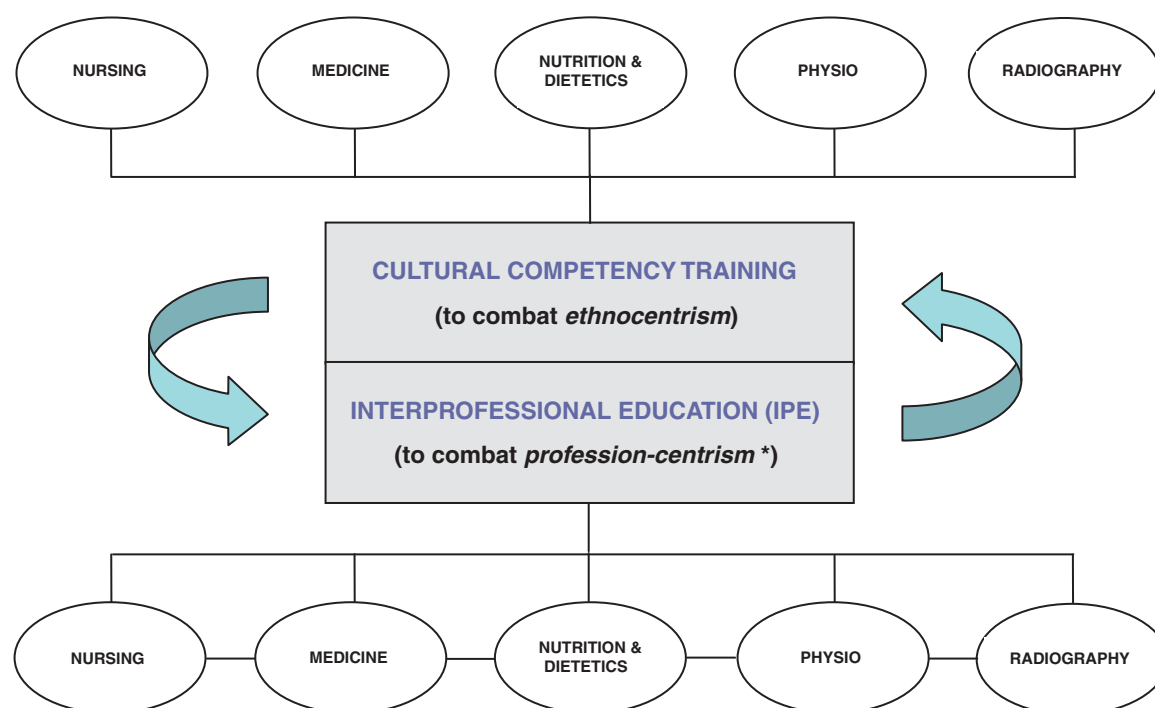 NURSING
MEDICINE
NUTRITION &
DIETETICS
PHYSIO
RADIOGRAPHY
CULTURAL COMPETENCY TRAINING
(to combat ethnocentrism)
INTERPROFESSIONAL EDUCATION (IPE)
(to combat profession-centrism *)
NURSING
MEDICINE
NUTRITION &
DIETETICS
PHYSIO
RADIOGRAPHY